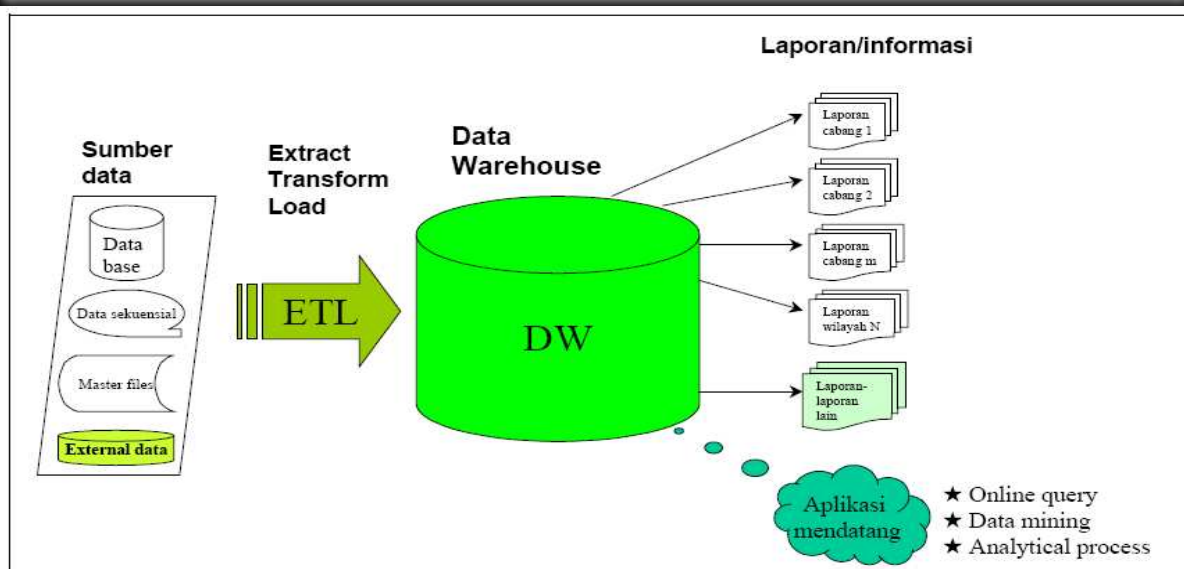 Laporan/informasi
Sumber
data
Extract
Transform
Load
Data
Warehouse
Data
base
Data sekuensial
Master files
External data
ETL
DW
Laporan
cabang 1
Laporan
cabang 2
Laporan
cabang m
Laporan
wilayah N
Laporan-
laporan
lain
Aplikasi
mendatang
★ Online query
★ Data mining
★ Analytical process